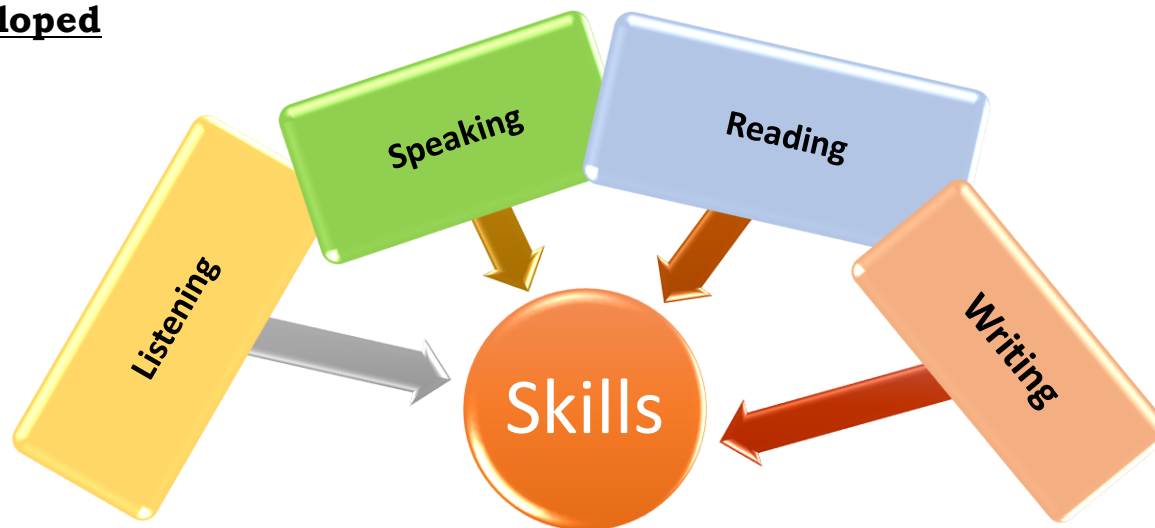 loped
Speaking
Reading
Listening
Writing
Skills